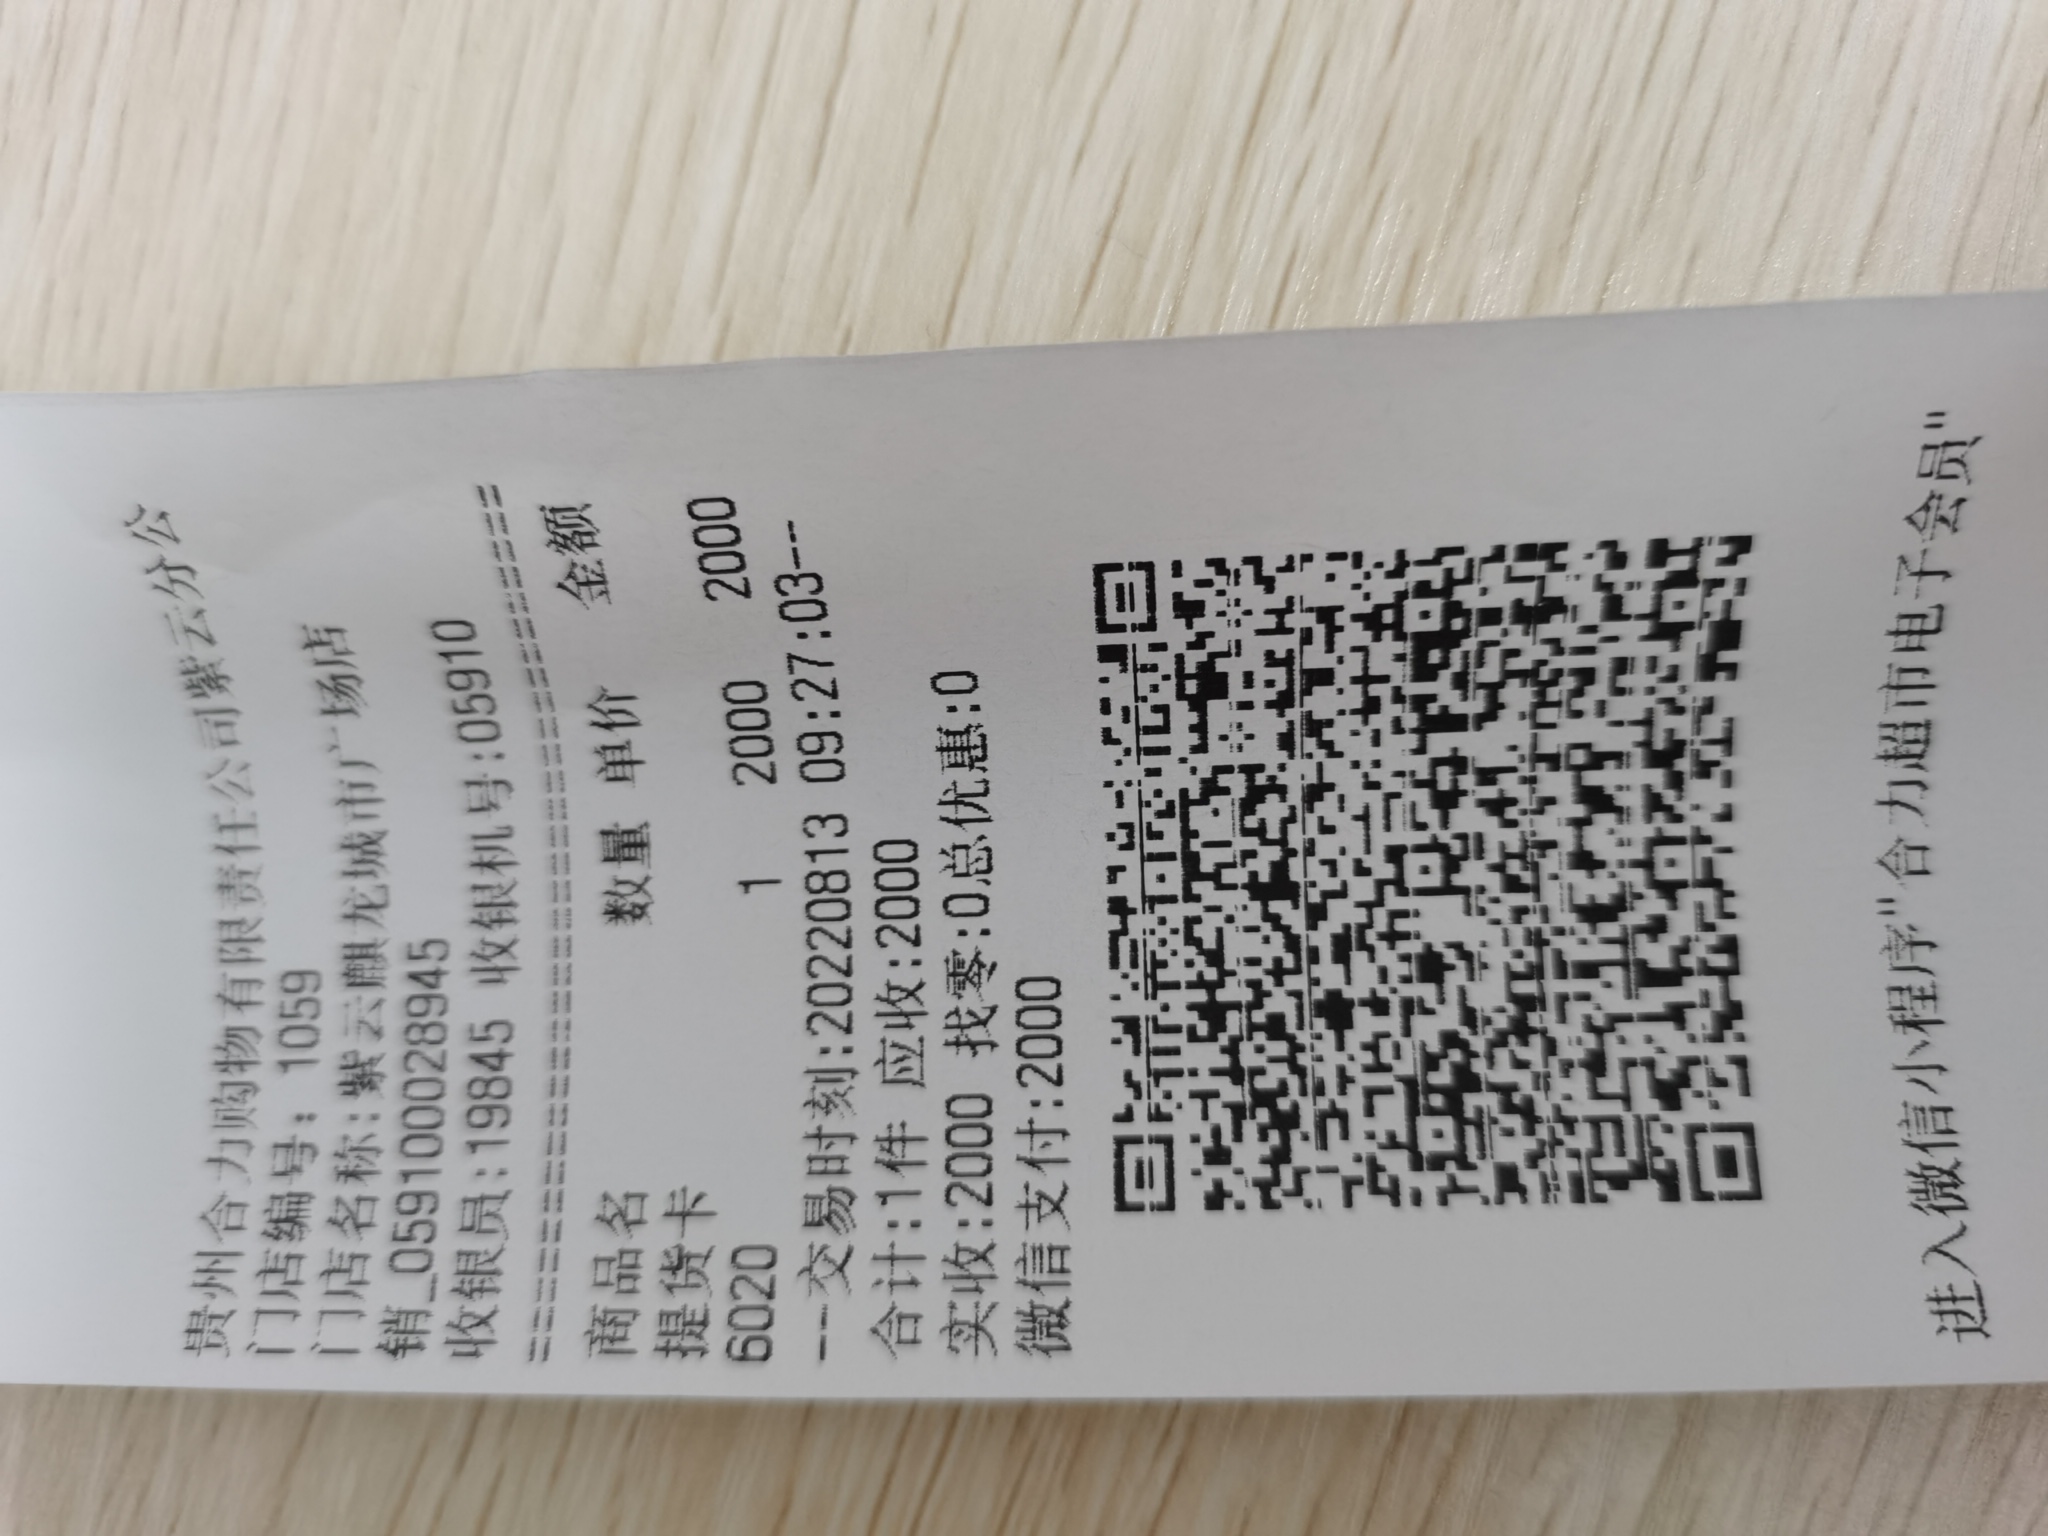 贵州合力购物有限责任公司紫云分公
门店编号: 1059
门店名称:紫云麒龙城市广场店
销_0591000028945
收银员:19845 收银机号:05910
================================
商品名 数量 单价 金额
提货卡
6020 1 2000 2000
---交易时刻:20220813 09:27:03---
合计:1件 应收:2000
实收:2000 找零:0总优惠:0
微信支付:2000
进入微信小程序"合力超市电子会员"